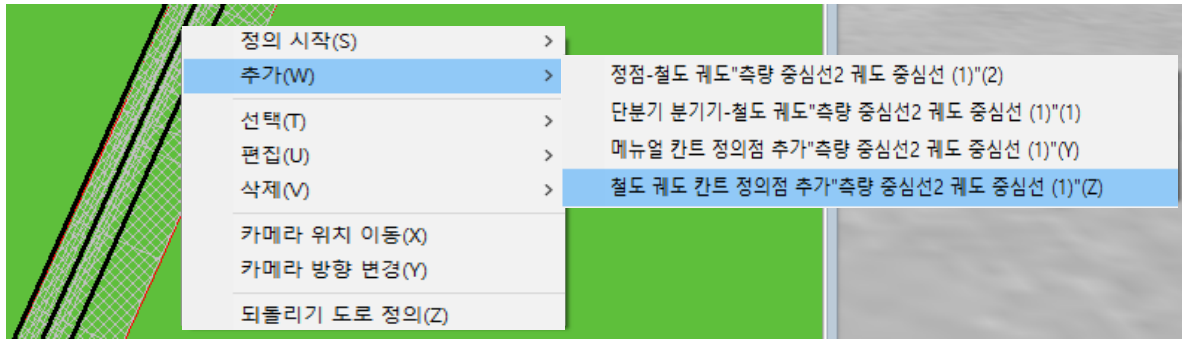 정의 시작(S)
추가(W)
선택(T)
편집(U)
삭제(V)
카메라 위치 이동(X)
카메라 방향 변경(Y)
되돌리기 도로 정의(Z)
정점-철도 궤도"측량 중심선2 궤도 중심선 (1)"(2)
단분기 분기기-철도 궤도"측량 중심선2 궤도 중심선 (1)"(1)
메뉴얼 칸트 정의점 추가"측량 중심선2 궤도 중심선 (1)"(Y)
철도 궤도 칸트 정의점 추가"측량 중심선2 궤도 중심선 (1)"(Z)